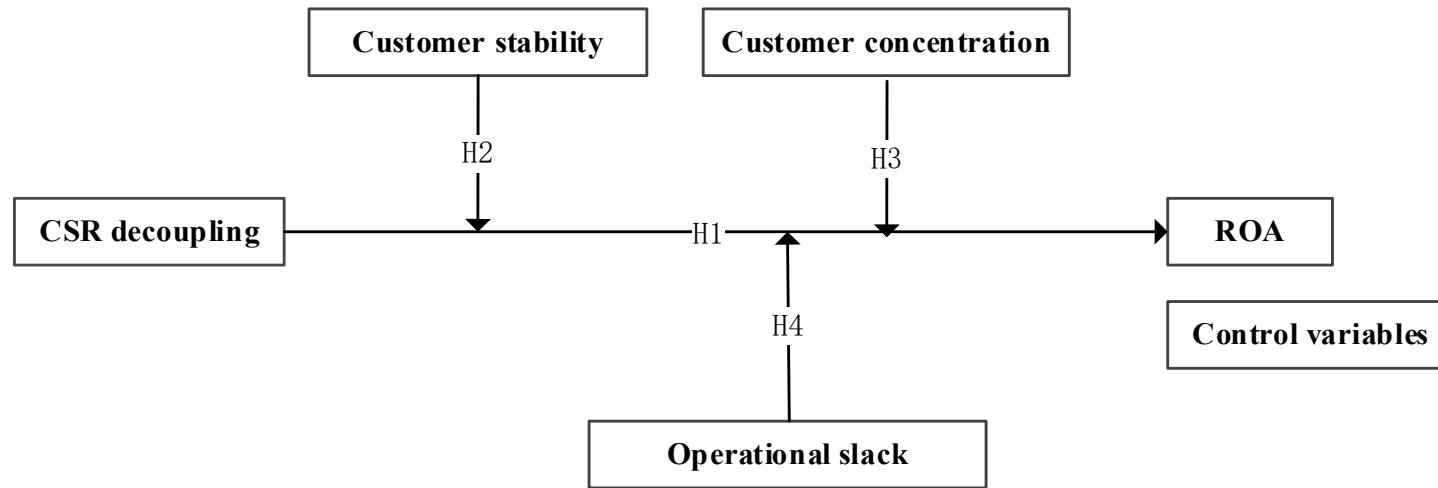 Customer stability
Customer concentration
H2
H3
CSR decoupling
H1
ROA
H4
Control variables
Operational slack